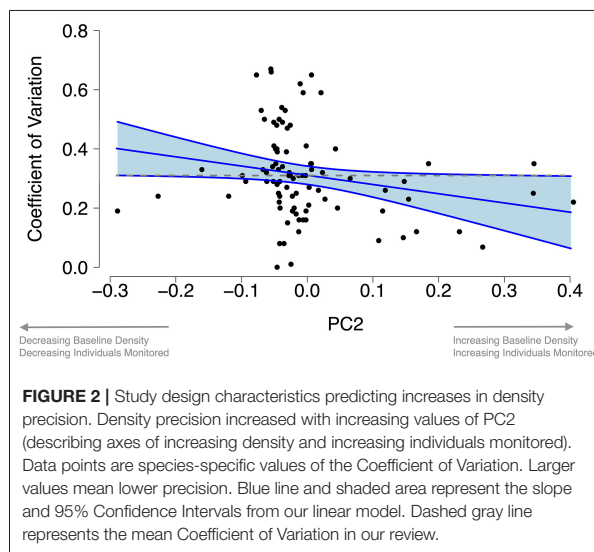 0.8
0.6
0.4
0.2
0.0
Coefficient of Variation
−0.3 −0.2 −0.1 0.0 0.1 0.2 0.3 0.4
PC2
Decreasing Baseline Density
Decreasing Individuals Monitored
Increasing Baseline Density
Increasing Individuals Monitored
FIGURE 2 | Study design characteristics predicting increases in density
precision. Density precision increased with increasing values of PC2
(describing axes of increasing density and increasing individuals monitored).
Data points are species-specific values of the Coefficient of Variation. Larger
values mean lower precision. Blue line and shaded area represent the slope
and 95% Confidence Intervals from our linear model. Dashed gray line
represents the mean Coefficient of Variation in our review.